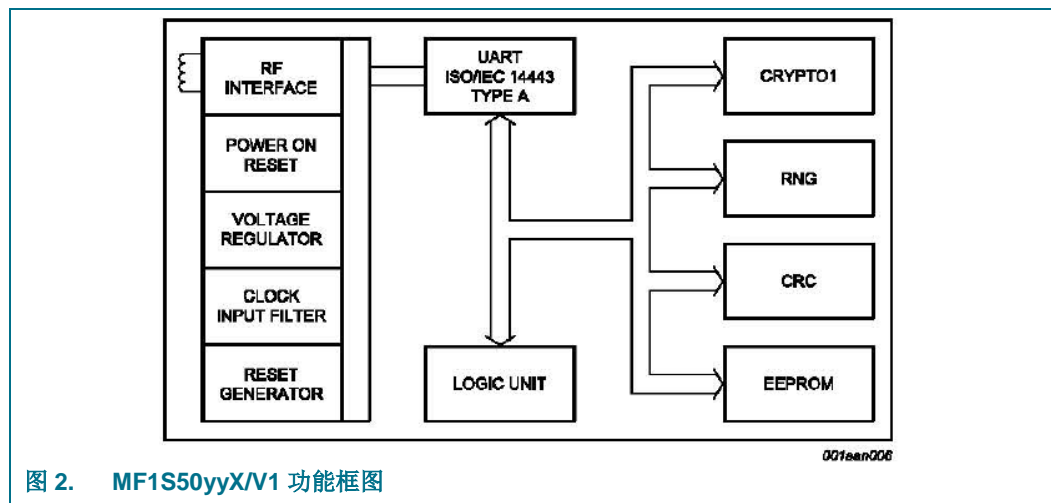 RF
INTERFACE
POWER ON
RESET
VOLTAGE
REGULATOR
CLOCK
INPUT FILTER
RESET
GENERATOR
UART
ISO/IEC 14443
TYPE A
LOGIC UNIT
CRYPTO1
RNG
CRC
EEPROM
001aan006
图 2. MF1S50yyX/V1 功能框图